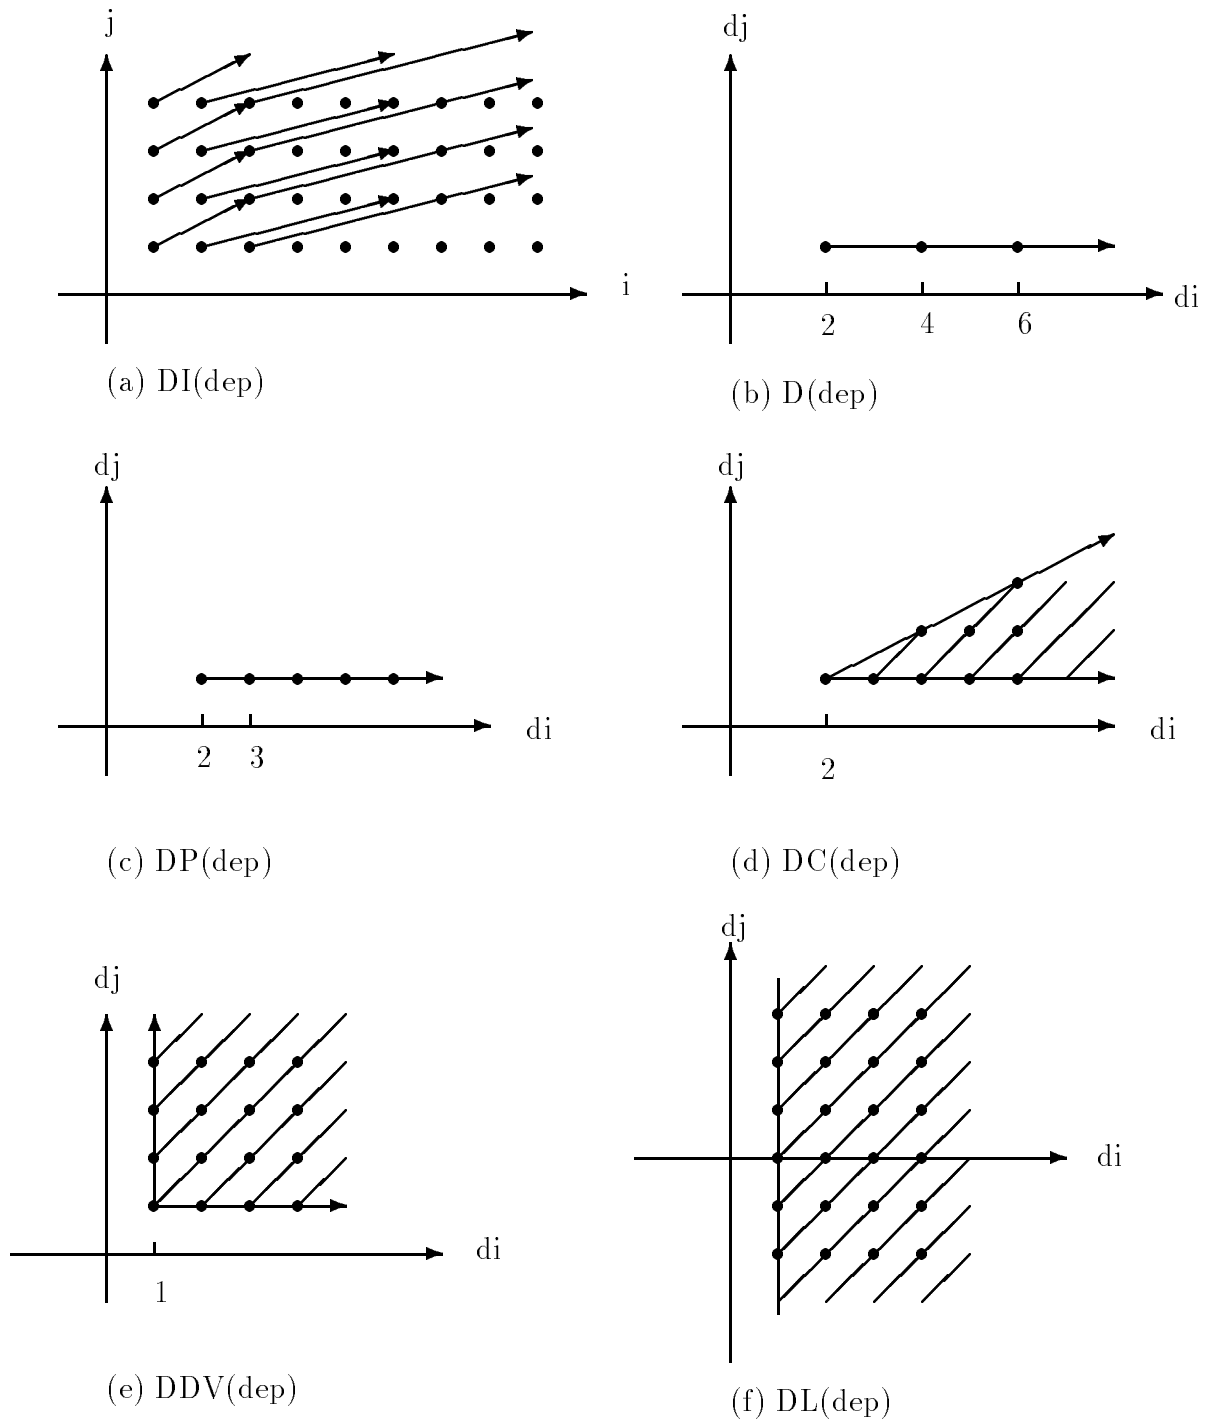 j
i
(a) DI(dep)
dj
2 4 6
di
(b) D(dep)
dj
2 3
di
(c) DP(dep)
dj
2
di
(d) DC(dep)
dj
1
di
(e) DDV(dep)
dj
di
(f) DL(dep)